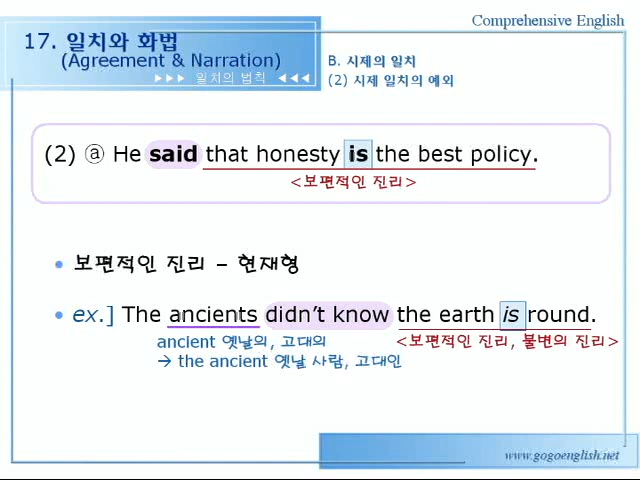 Comprehensive English
17. 일치와 화법
(Agreement & Narration)
▶▶▶ 일치의 법칙 ◀◀◀
B. 시제의 일치
(2) 시제 일치의 예외
(2) ⓐ He said that honesty is the best policy.
<보편적인 진리>
• 보편적인 진리 – 현재형
• ex.] The ancients didn't know the earth is round.
ancient 옛날의, 고대의
<보편적인 진리, 불변의 진리>
→ the ancient 옛날 사람, 고대인
www.gogoenglish.net